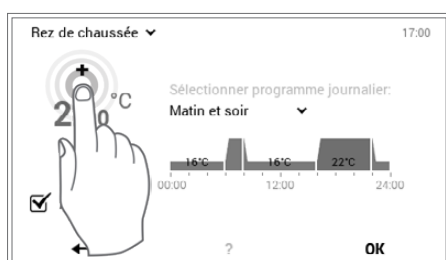 Rez de chaussée
17:00
+
°C
Sélectionner programme journalier:
Matin et soir
16°C 16°C 22°C
00:00 12:00 24:00
?
OK